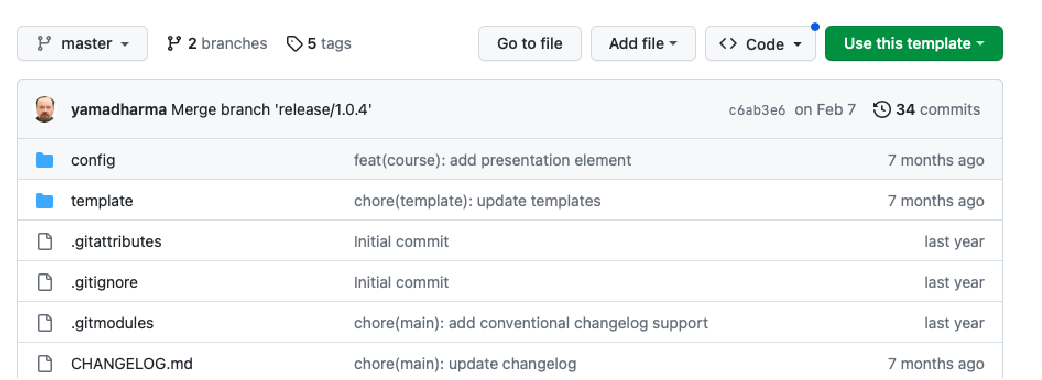 master 2 branches 5 tags Go to file Add file Code Use this template
yamadharma Merge branch 'release/1.0.4' c6ab3e6 on Feb 7 34 commits
config feat(course): add presentation element 7 months ago
template chore(template): update templates 7 months ago
.gitattributes Initial commit last year
.gitignore Initial commit last year
.gitmodules chore(main): add conventional changelog support last year
CHANGELOG.md chore(main): update changelog 7 months ago